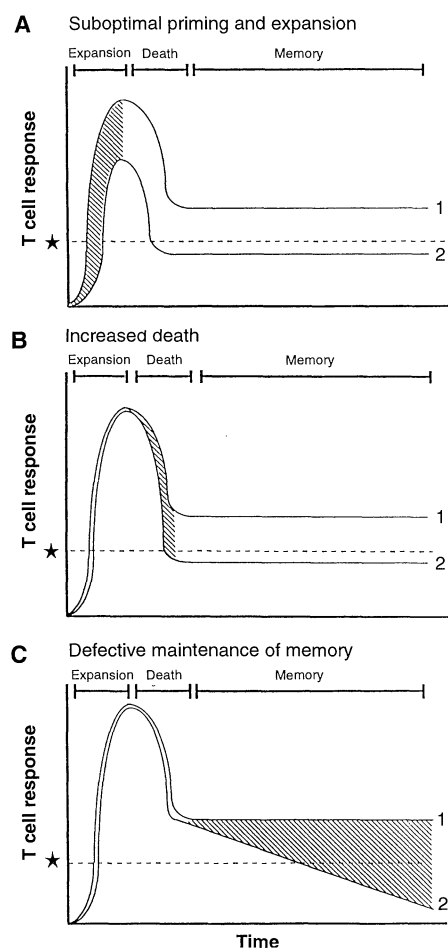 A Suboptimal priming and expansion
Expansion Death Memory
T cell response
1
2
B Increased death
Expansion Death Memory
T cell response
1
2
C Defective maintenance of memory
Expansion Death Memory
T cell response
1
2
Time